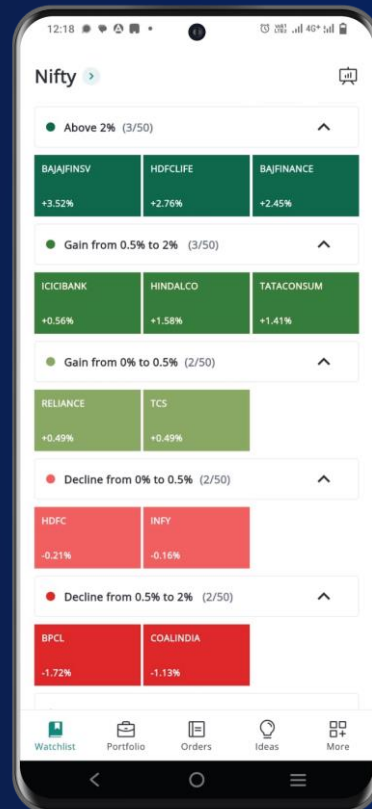 12:18
4G+
Nifty
Above 2% (3/50)
BAJAJFINSV HDFCLIFE BAJFINANCE
+3.52% +2.76% +2.45%
Gain from 0.5% to 2% (3/50)
ICICIBANK HINDALCO TATACONSUM
+0.56% +1.58% +1.41%
Gain from 0% to 0.5% (2/50)
RELIANCE TCS
+0.49% +0.49%
Decline from 0% to 0.5% (2/50)
HDFC INFY
-0.21% -0.16%
Decline from 0.5% to 2% (2/50)
BPCL COALINDIA
-1.72% -1.13%
Watchlist Portfolio Orders Ideas More